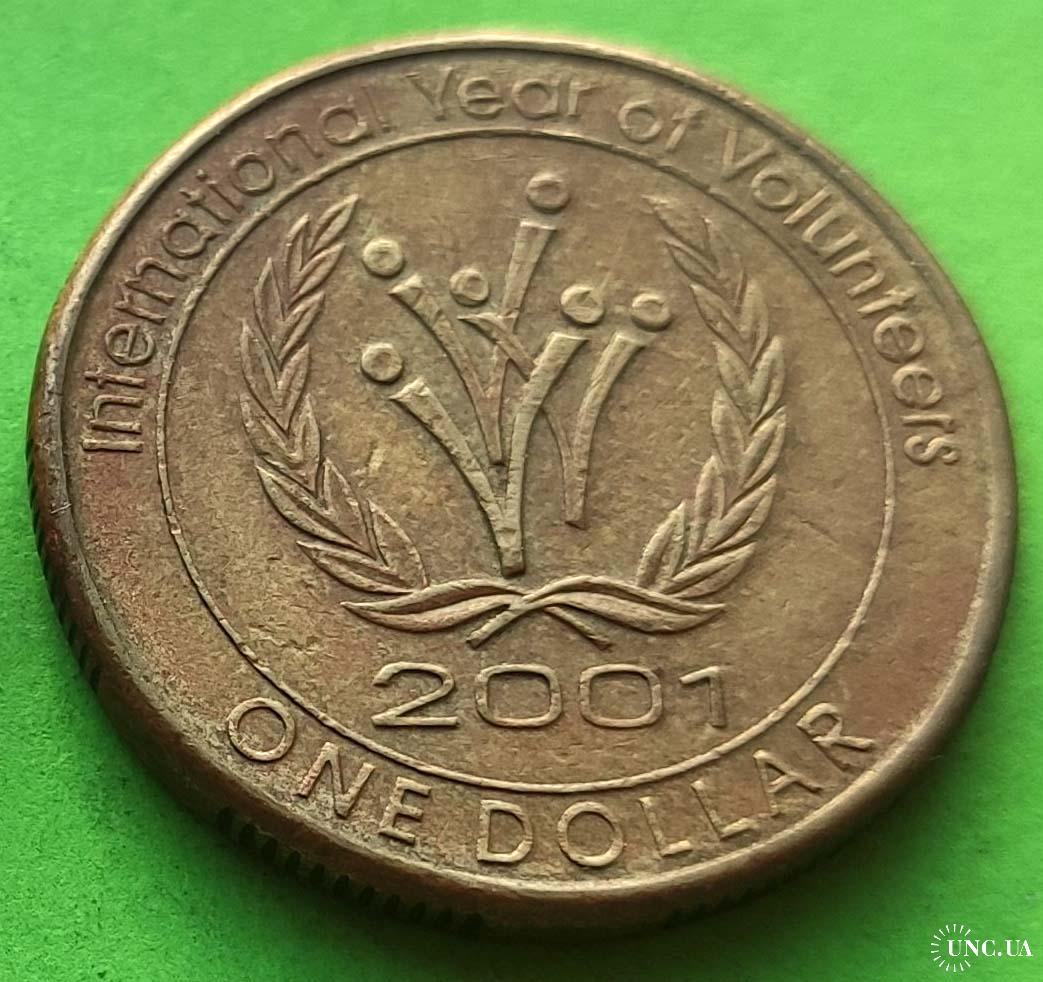 International Year of Volunteers
2001
ONE DOLLAR
UNC.UA